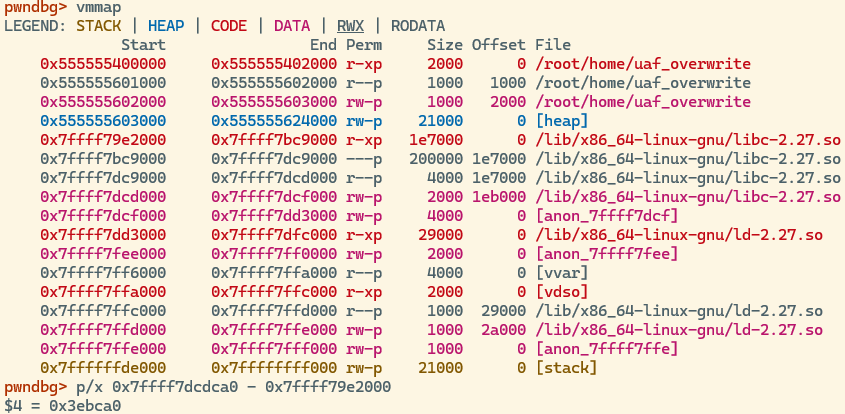 pwndbg> vmmap
LEGEND: STACK | HEAP | CODE | DATA | RWX | RODATA
Start End Perm Size Offset File
0x555555400000 0x555555402000 r-xp 2000 0 /root/home/uaf_overwrite
0x555555601000 0x555555602000 r--p 1000 1000 /root/home/uaf_overwrite
0x555555602000 0x555555603000 rw-p 1000 2000 /root/home/uaf_overwrite
0x555555603000 0x555555624000 rw-p 21000 0 [heap]
0x7ffff79e2000 0x7ffff7bc9000 r-xp 1e7000 0 /lib/x86_64-linux-gnu/libc-2.27.so
0x7ffff7bc9000 0x7ffff7dc9000 ---p 200000 1e7000 /lib/x86_64-linux-gnu/libc-2.27.so
0x7ffff7dc9000 0x7ffff7dcd000 r--p 4000 1e7000 /lib/x86_64-linux-gnu/libc-2.27.so
0x7ffff7dcd000 0x7ffff7dcf000 rw-p 2000 1eb000 /lib/x86_64-linux-gnu/libc-2.27.so
0x7ffff7dcf000 0x7ffff7dd3000 rw-p 4000 0 [anon_7ffff7dcf]
0x7ffff7dd3000 0x7ffff7dfc000 r-xp 29000 0 /lib/x86_64-linux-gnu/ld-2.27.so
0x7ffff7fee000 0x7ffff7ff0000 rw-p 2000 0 [anon_7ffff7fee]
0x7ffff7ff6000 0x7ffff7ffa000 r--p 4000 0 [vvar]
0x7ffff7ffa000 0x7ffff7ffc000 r-xp 2000 0 [vdso]
0x7ffff7ffc000 0x7ffff7ffd000 r--p 1000 29000 /lib/x86_64-linux-gnu/ld-2.27.so
0x7ffff7ffd000 0x7ffff7ffe000 rw-p 1000 2a000 /lib/x86_64-linux-gnu/ld-2.27.so
0x7ffff7ffe000 0x7ffff7fff000 rw-p 1000 0 [anon_7ffff7ffe]
0x7ffffffde000 0x7ffffffff000 rw-p 21000 0 [stack]
pwndbg> p/x 0x7ffff7dcdca0 - 0x7ffff79e2000
$4 = 0x3ebca0